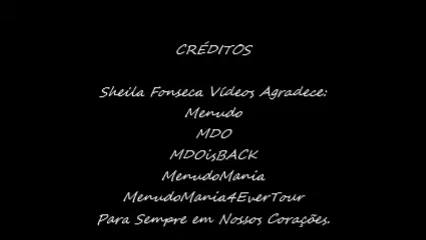 CRÉDITOS
Sheila Fonseca Vídeos Agradece:
Menudo
MDO
MDOisBACK
MenudoMania
MenudoMania4EverTour
Para Sempre em Nossos Corações.